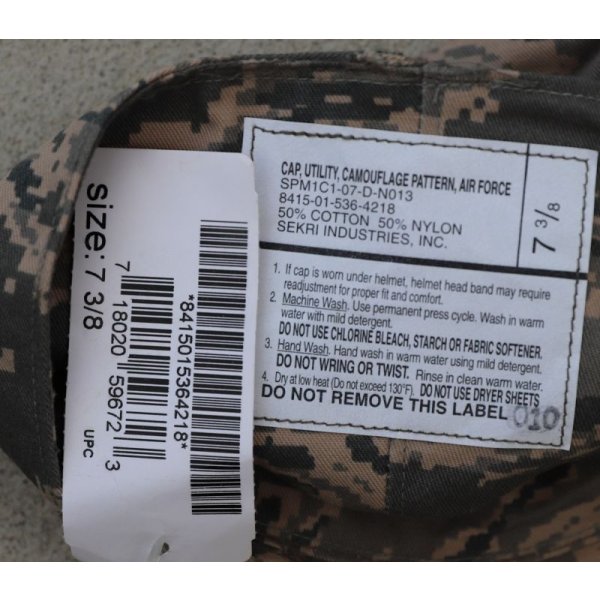 size: 7 3/8
7 18020 59672 3
UPC
*8415015364218*
CAP, UTILITY, CAMOUFLAGE PATTERN, AIR FORCE
SPM1C1-07-D-N013
8415-01-536-4218
50% COTTON 50% NYLON
SEKRI INDUSTRIES, INC.
7 3/8
1. If cap is worn under helmet, helmet head band may require
readjustment for proper fit and comfort.
2. Machine Wash. Use permanent press cycle. Wash in warm
water with mild detergent.
DO NOT USE CHLORINE BLEACH, STARCH OR FABRIC SOFTENER.
3. Hand Wash. Hand wash in warm water using mild detergent.
DO NOT WRING OR TWIST. Rinse in clean warm water.
4. Dry at low heat (Do not exceed 130°F). DO NOT USE DRYER SHEETS
DO NOT REMOVE THIS LABEL 010